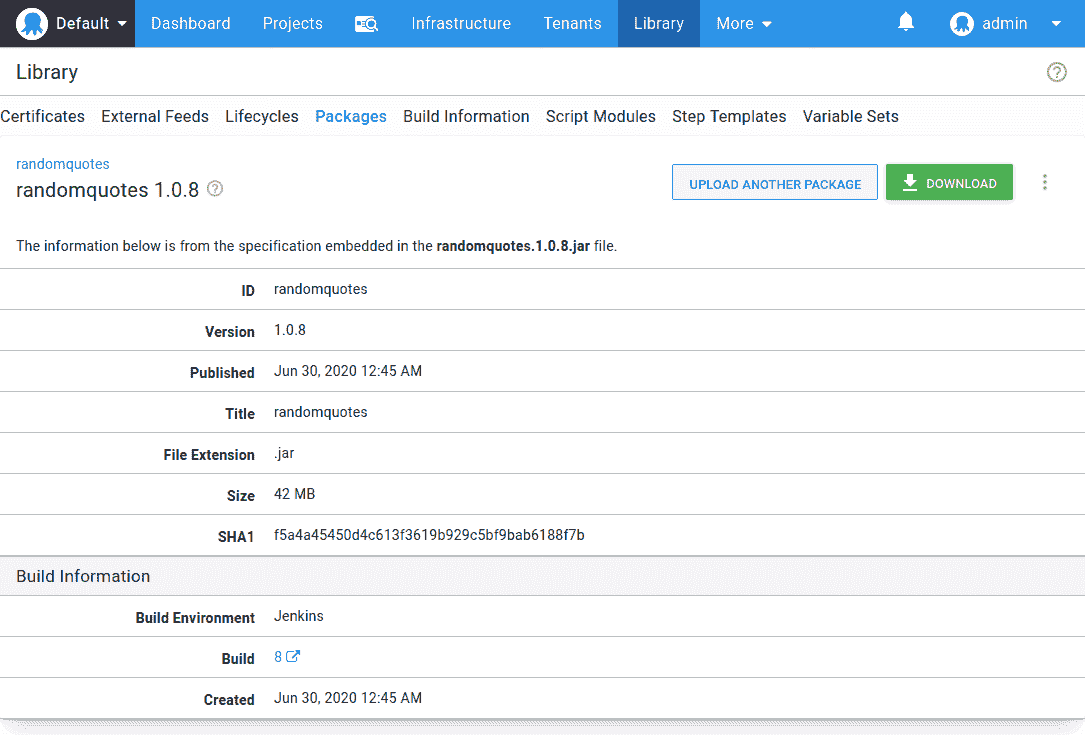 Default Dashboard Projects Infrastructure Tenants Library More admin
Library ?
Certificates External Feeds Lifecycles Packages Build Information Script Modules Step Templates Variable Sets
randomquotes
randomquotes 1.0.8 ?
UPLOAD ANOTHER PACKAGE DOWNLOAD
The information below is from the specification embedded in the randomquotes.1.0.8.jar file.
ID randomquotes
Version 1.0.8
Published Jun 30, 2020 12:45 AM
Title randomquotes
File Extension .jar
Size 42 MB
SHA1 f5a4a45450d4c613f3619b929c5bf9bab6188f7b
Build Information
Build Environment Jenkins
Build 8
Created Jun 30, 2020 12:45 AM